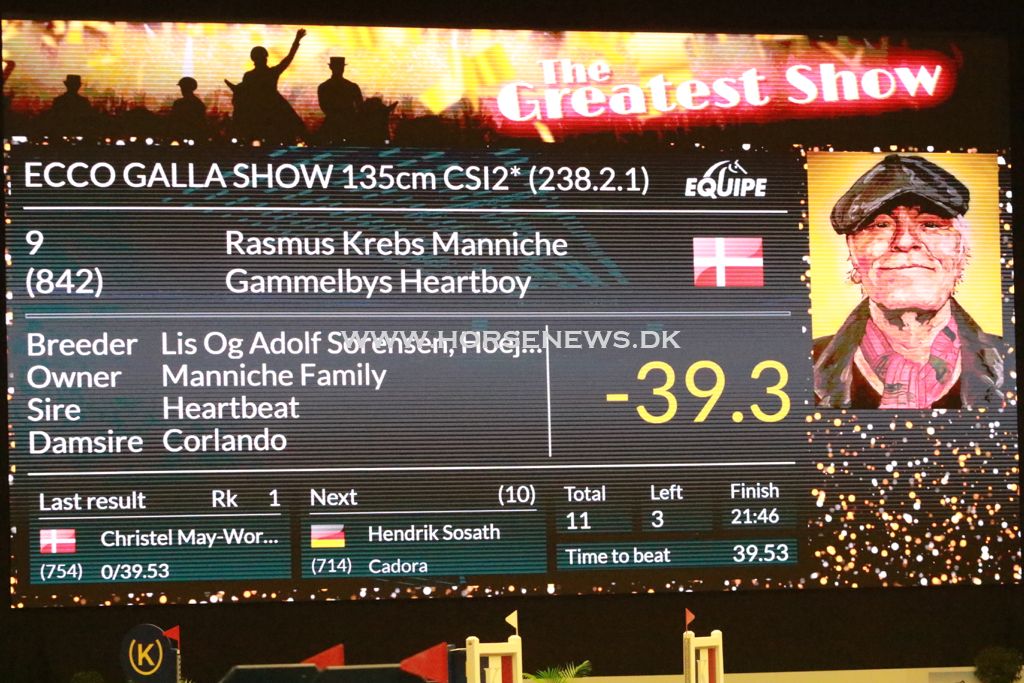 The
Greatest Show
ECCO GALLA SHOW 135cm CSI2* (238.2.1)
EQUIPE
9 Rasmus Krebs Manniche
(842) Gammelbys Heartboy
WWW.HORSENEWS.DK
Breeder Lis Og Adolf Sørensen, Hoej...
Owner Manniche Family
Sire Heartbeat
Damsire Corlando
-39.3
Last result Rk 1
Christel May-Wor...
(754) 0/39.53
Next (10)
Hendrik Sosath
(714) Cadora
Total Left Finish
11 3 21:46
Time to beat 39.53
(K)